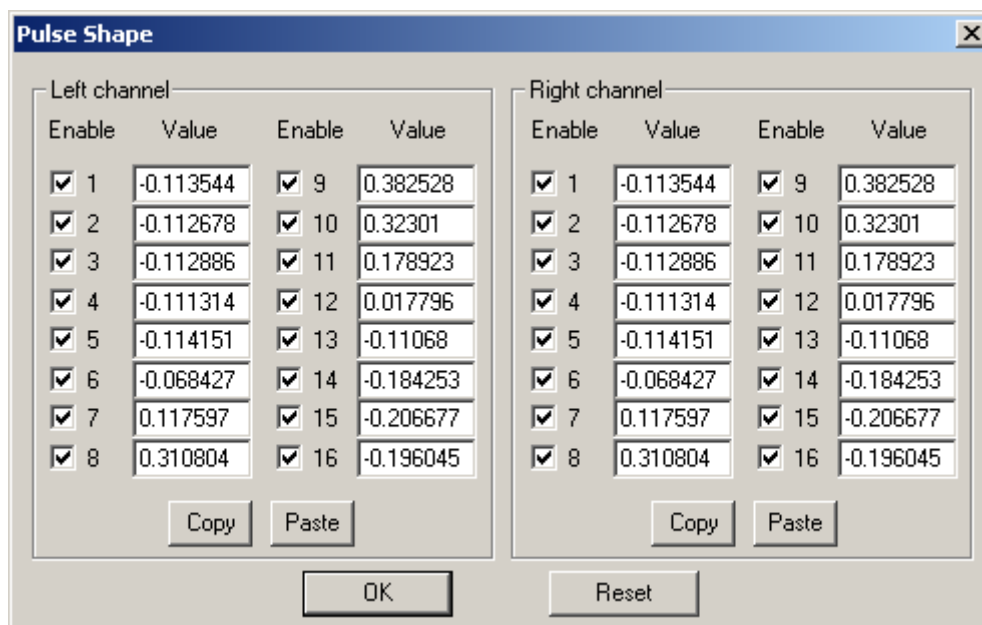 Pulse Shape
Left channel
Enable Value Enable Value
1 -0.113544 9 0.382528
2 -0.112678 10 0.32301
3 -0.112886 11 0.178923
4 -0.111314 12 0.017796
5 -0.114151 13 -0.11068
6 -0.068427 14 -0.184253
7 0.117597 15 -0.206677
8 0.310804 16 -0.196045
Copy Paste
Right channel
Enable Value Enable Value
1 -0.113544 9 0.382528
2 -0.112678 10 0.32301
3 -0.112886 11 0.178923
4 -0.111314 12 0.017796
5 -0.114151 13 -0.11068
6 -0.068427 14 -0.184253
7 0.117597 15 -0.206677
8 0.310804 16 -0.196045
Copy Paste
OK Reset